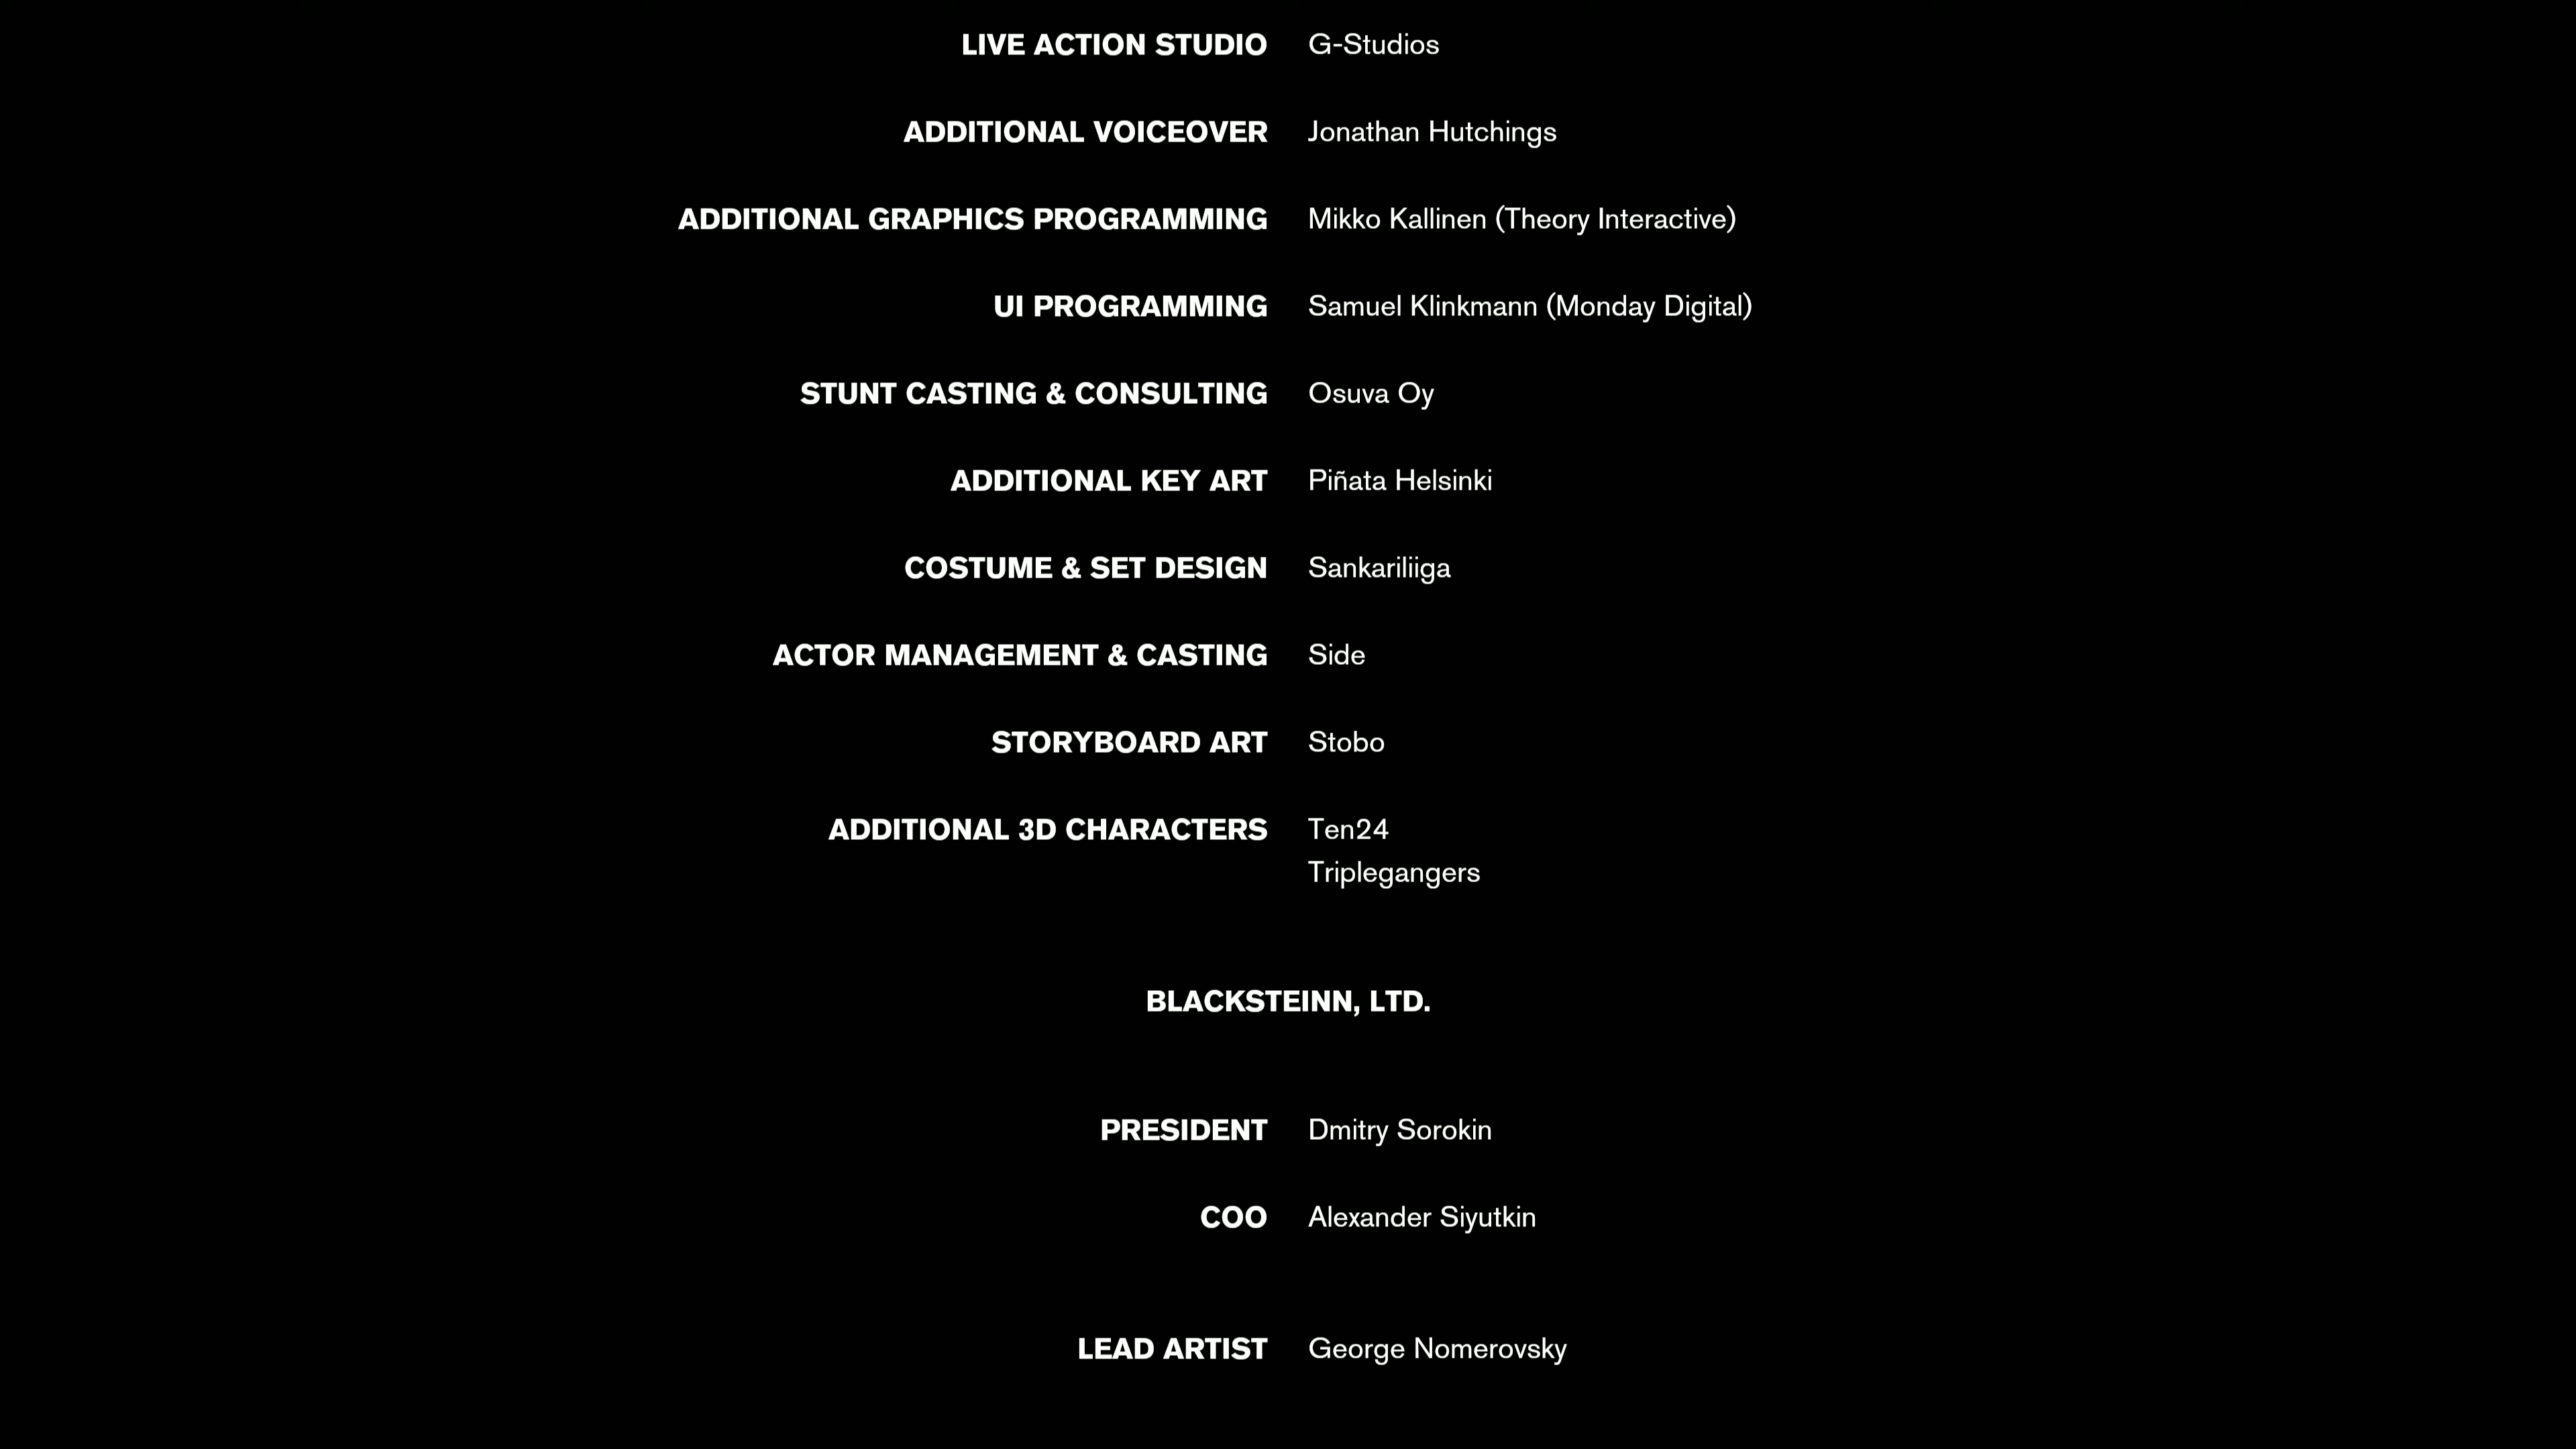 LIVE ACTION STUDIO G-Studios
ADDITIONAL VOICEOVER Jonathan Hutchings
ADDITIONAL GRAPHICS PROGRAMMING Mikko Kallinen (Theory Interactive)
UI PROGRAMMING Samuel Klinkmann (Monday Digital)
STUNT CASTING & CONSULTING Osuva Oy
ADDITIONAL KEY ART Piñata Helsinki
COSTUME & SET DESIGN Sankariliiga
ACTOR MANAGEMENT & CASTING Side
STORYBOARD ART Stobo
ADDITIONAL 3D CHARACTERS Ten24
Triplegangers
BLACKSTEINN, LTD.
PRESIDENT Dmitry Sorokin
COO Alexander Siyutkin
LEAD ARTIST George Nomerovsky